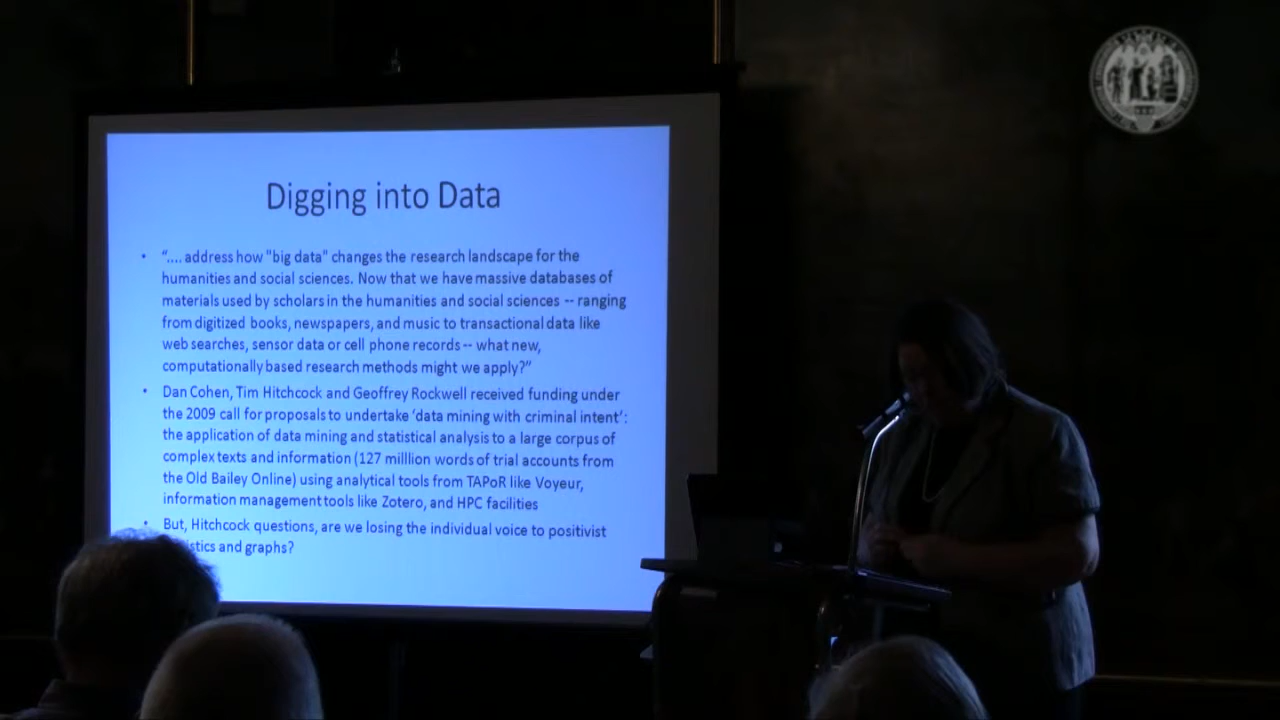 Digging into Data
• “.... address how "big data" changes the research landscape for the
humanities and social sciences. Now that we have massive databases of
materials used by scholars in the humanities and social sciences -- ranging
from digitized books, newspapers, and music to transactional data like
web searches, sensor data or cell phone records -- what new,
computationally based research methods might we apply?”
• Dan Cohen, Tim Hitchcock and Geoffrey Rockwell received funding under
the 2009 call for proposals to undertake ‘data mining with criminal intent’:
the application of data mining and statistical analysis to a large corpus of
complex texts and information (127 milllion words of trial accounts from
the Old Bailey Online) using analytical tools from TAPoR like Voyeur,
information management tools like Zotero, and HPC facilities
• But, Hitchcock questions, are we losing the individual voice to positivist
and graphs?